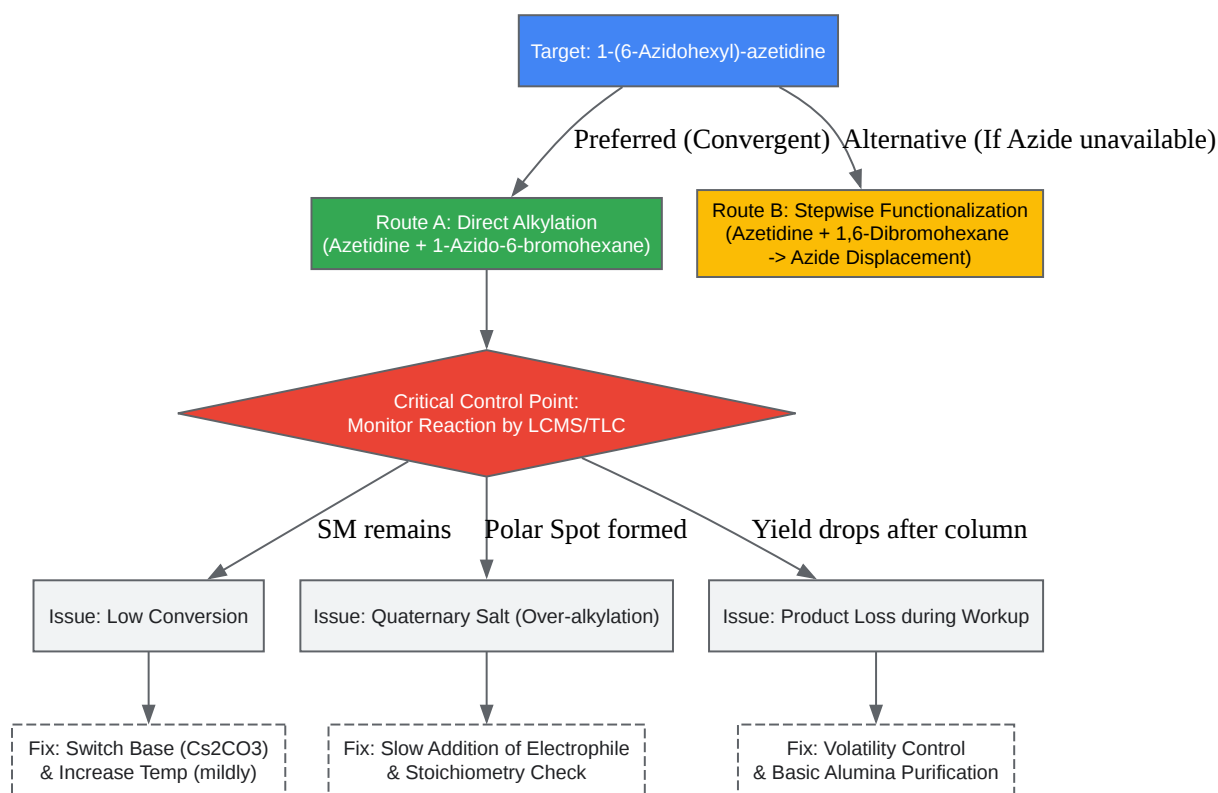 Target: 1-(6-Azidohexyl)-azetidine
Preferred (Convergent)
Alternative (If Azide unavailable)
Route A: Direct Alkylation
(Azetidine + 1-Azido-6-bromohexane)
Route B: Stepwise Functionalization
(Azetidine + 1,6-Dibromohexane
-> Azide Displacement)
Critical Control Point:
Monitor Reaction by LCMS/TLC
SM remains
Polar Spot formed
Yield drops after column
Issue: Low Conversion
Issue: Quaternary Salt (Over-alkylation)
Issue: Product Loss during Workup
Fix: Switch Base (Cs2CO3)
& Increase Temp (mildly)
Fix: Slow Addition of Electrophile
& Stoichiometry Check
Fix: Volatility Control
& Basic Alumina Purification